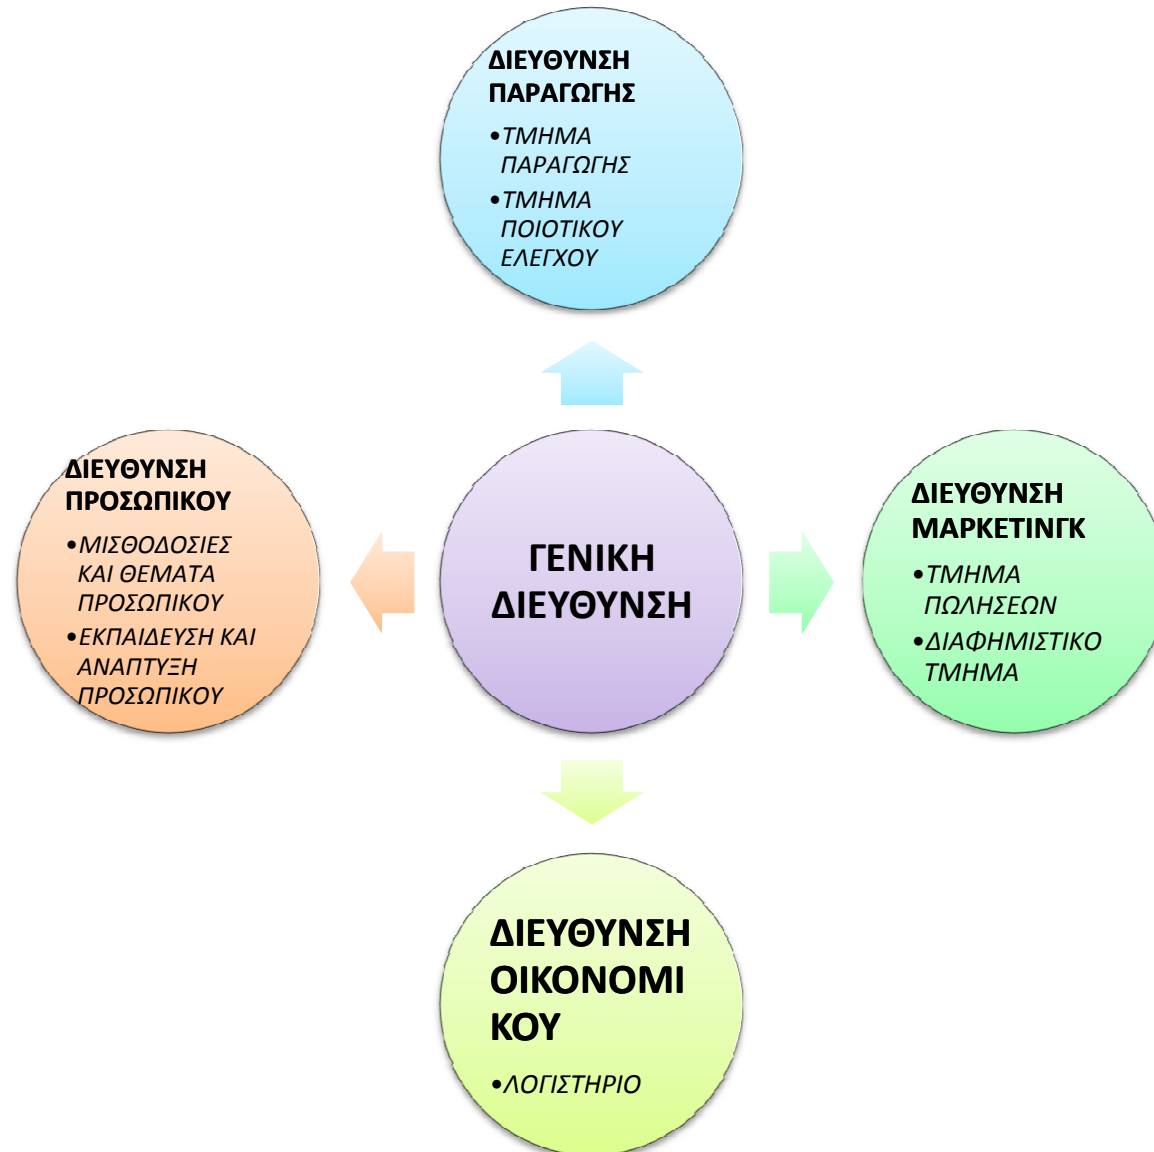 ΔΙΕΥΘΥΝΣΗ
ΠΑΡΑΓΩΓΗΣ
•ΤΜΗΜΑ
ΠΑΡΑΓΩΓΗΣ
•ΤΜΗΜΑ
ΠΟΙΟΤΙΚΟΥ
ΕΛΕΓΧΟΥ
ΔΙΕΥΘΥΝΣΗ
ΠΡΟΣΩΠΙΚΟΥ
•ΜΙΣΘΟΔΟΣΙΕΣ
ΚΑΙ ΘΕΜΑΤΑ
ΠΡΟΣΩΠΙΚΟΥ
•ΕΚΠΑΙΔΕΥΣΗ ΚΑΙ
ΑΝΑΠΤΥΞΗ
ΠΡΟΣΩΠΙΚΟΥ
ΓΕΝΙΚΗ
ΔΙΕΥΘΥΝΣΗ
ΔΙΕΥΘΥΝΣΗ
ΜΑΡΚΕΤΙΝΓΚ
•ΤΜΗΜΑ
ΠΩΛΗΣΕΩΝ
•ΔΙΑΦΗΜΙΣΤΙΚΟ
ΤΜΗΜΑ
ΔΙΕΥΘΥΝΣΗ
ΟΙΚΟΝΟΜΙ
ΚΟΥ
•ΛΟΓΙΣΤΗΡΙΟ